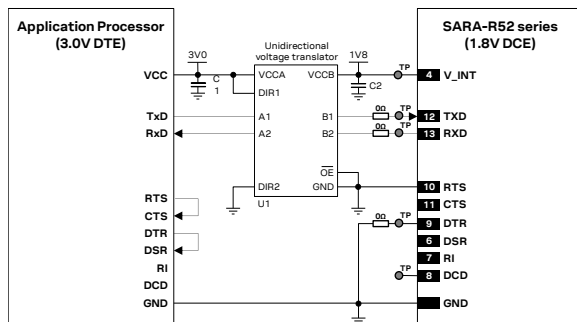 Application Processor
(3.0V DTE)
SARA-R52 series
(1.8V DCE)
Unidirectional
voltage translator
3V0
1V8
TP
VCC
C
1
VCCA
VCCB
C2
4
V_INT
DIR1
0Ω
TP
TxD
A1
B1
12
TXD
RxD
A2
B2
0Ω
TP
13
RXD
OE
DIR2
GND
U1
RTS
10
RTS
CTS
11
CTS
0Ω
TP
DTR
9
DTR
DSR
6
DSR
RI
7
RI
TP
DCD
8
DCD
GND
GND